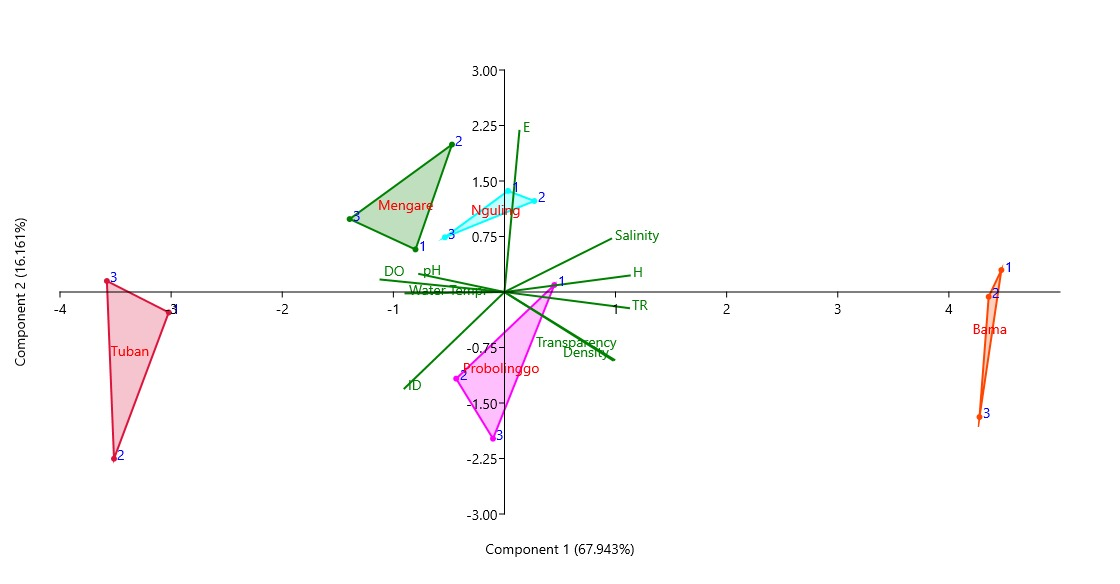 3.00
2.25
E
2
1.50
1
2
Mengare
Nguling
3
3
0.75
Salinity
1
DO
pH
H
1
3
1
Water Temp.
2
TR
-4
-3
1
-2
-1
1
2
3
4
Component 2 (16.161%)
Bama
Transparency
-0.75
Density
Tuban
Probolinggo
2
ID
-1.50
3
3
2
-2.25
-3.00
Component 1 (67.943%)